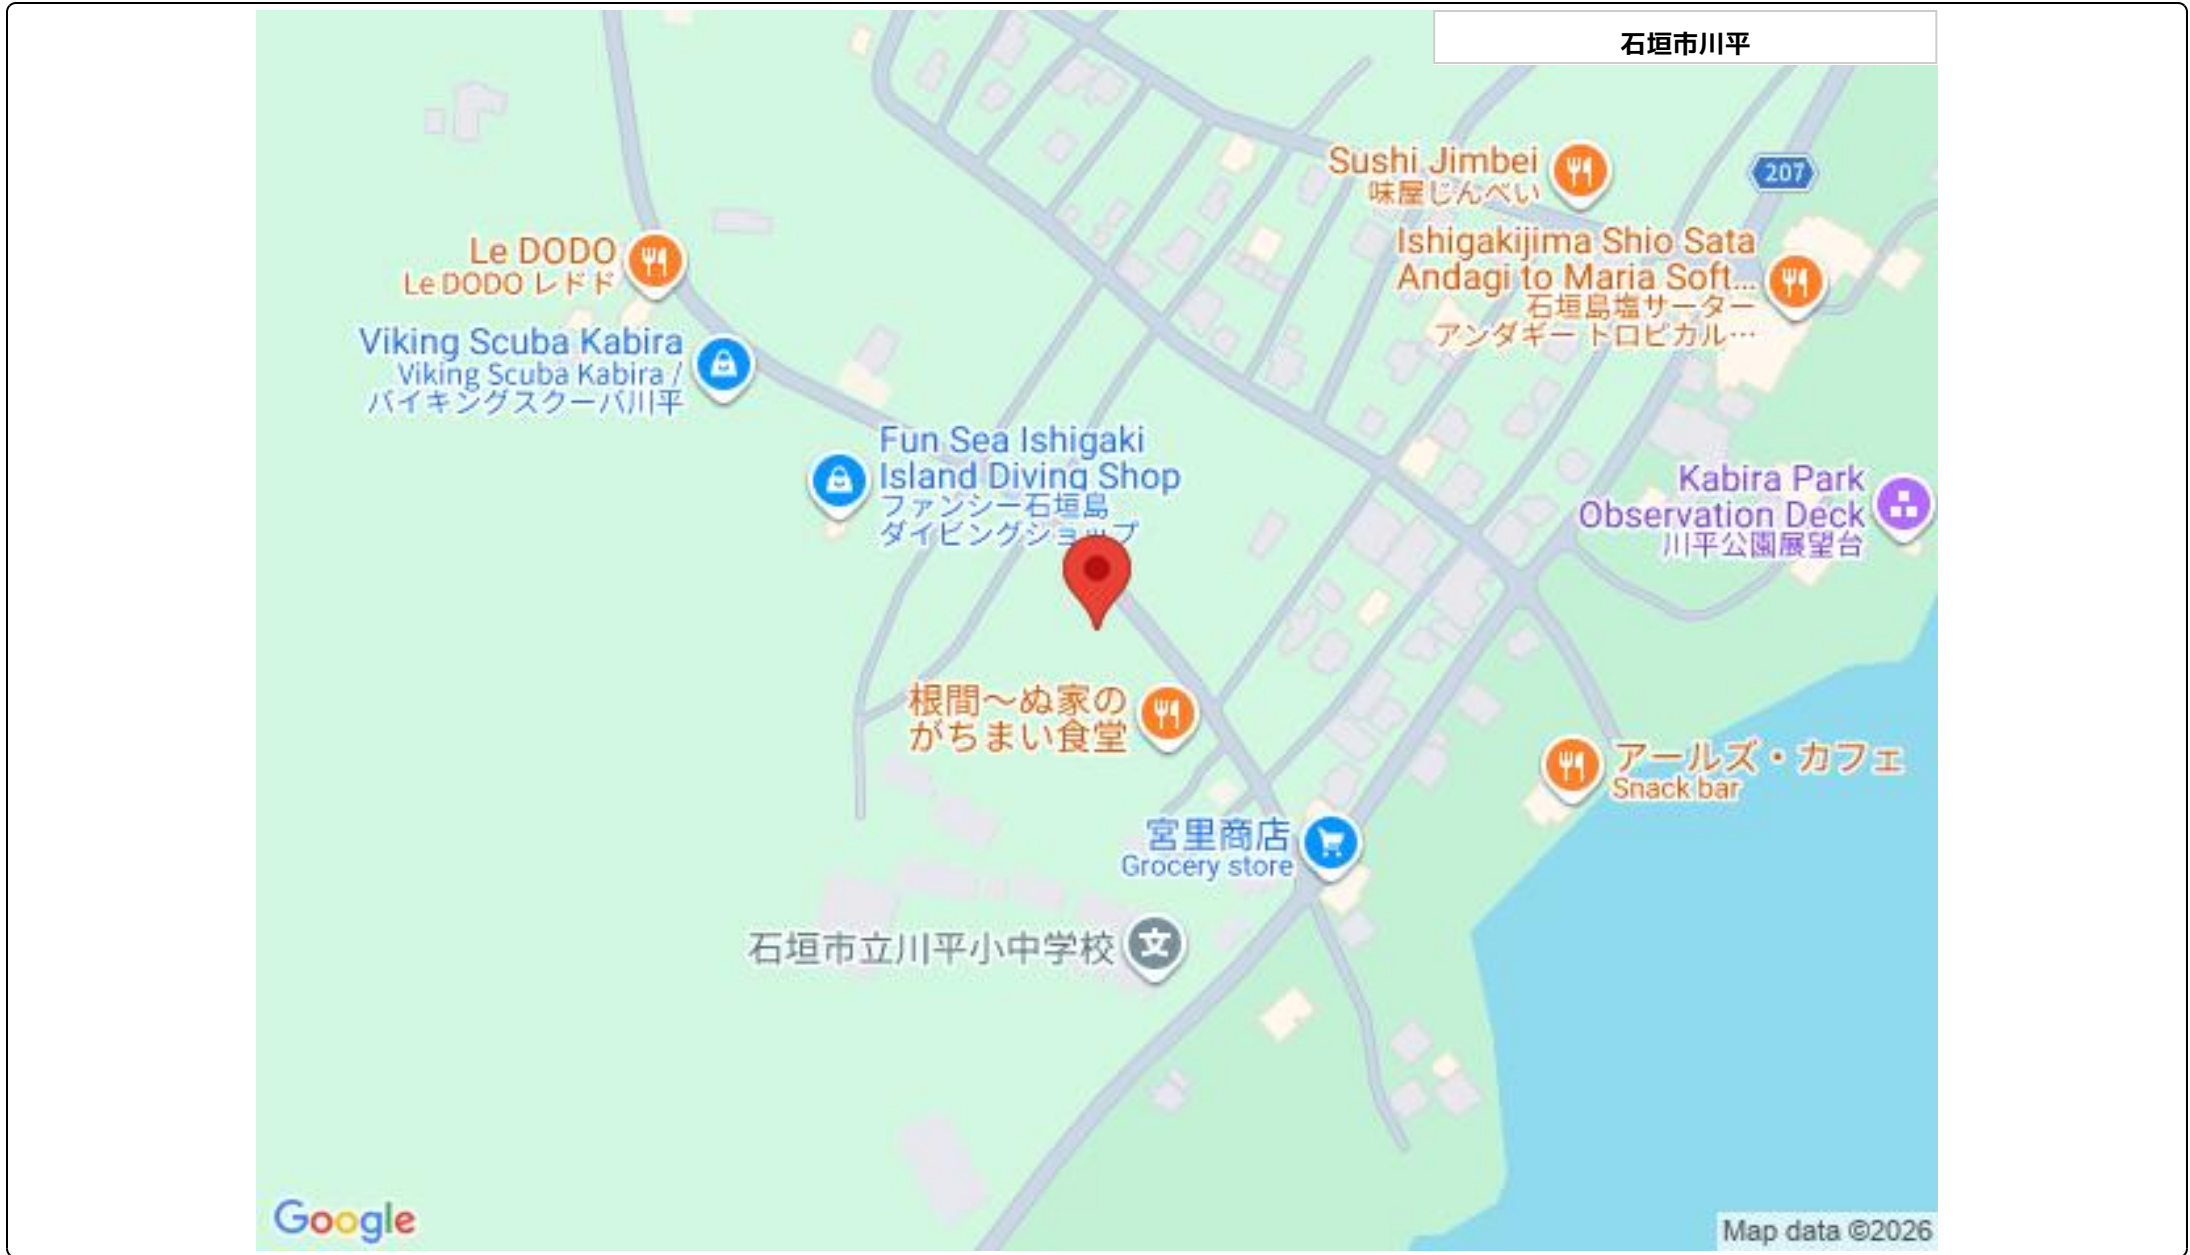 石垣市川平
Sushi Jimbei
味屋じんべい
207
Ishigakijima Shio Sata
Andagi to Maria Soft...
石垣島塩サーター
アンダギー トロピカル…
Le DODO
Le DODO レドド
Viking Scuba Kabira
Viking Scuba Kabira /
バイキングスクーバ川平
Fun Sea Ishigaki
Island Diving Shop
ファンシー石垣島
ダイビングショップ
Kabira Park
Observation Deck
川平公園展望台
根間～ぬ家の
がちまい食堂
アールズ・カフェ
Snack bar
宮里商店
Grocery store
石垣市立川平小中学校
文
Google
Map data ©2026